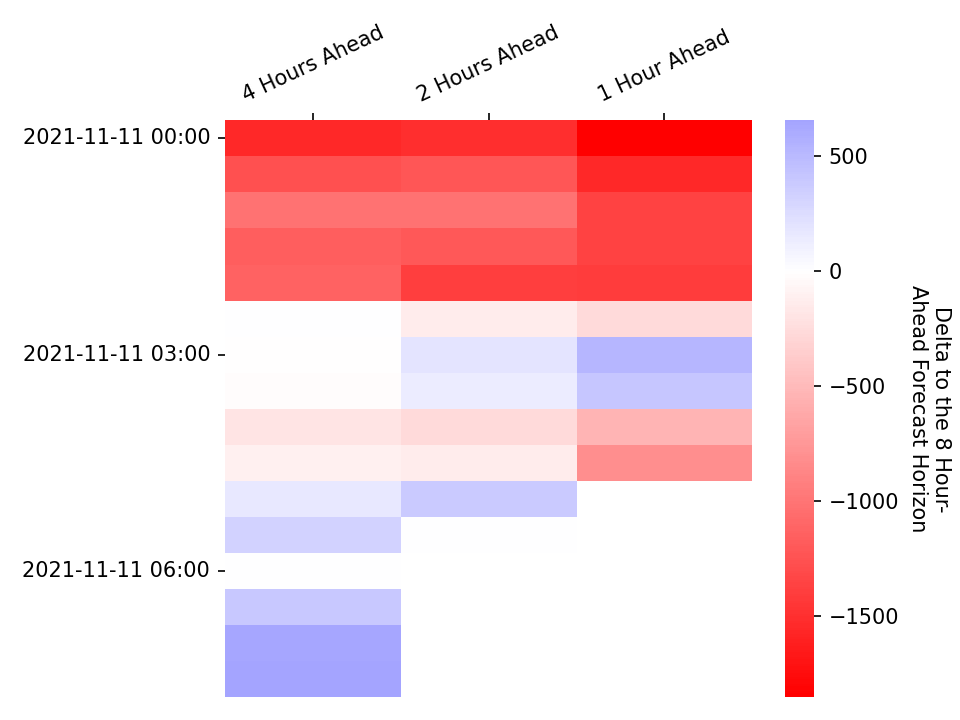 4 Hours Ahead
2 Hours Ahead
1 Hour Ahead
2021-11-11 00:00
2021-11-11 03:00
2021-11-11 06:00
500
0
−500
−1000
−1500
Delta to the 8 Hour-
Ahead Forecast Horizon